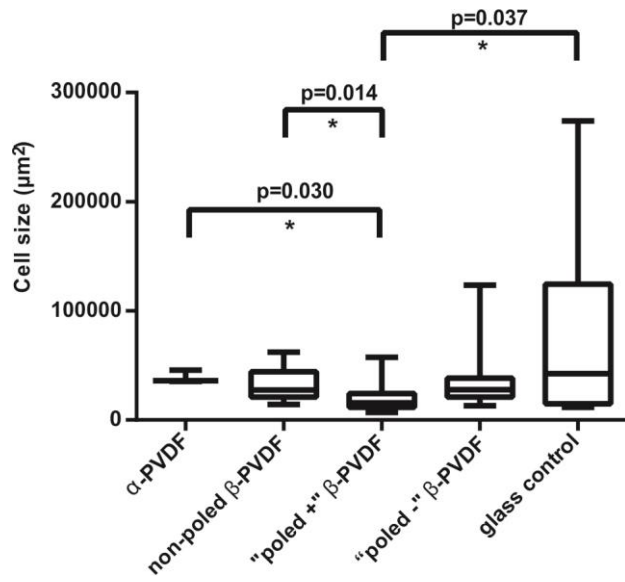 p=0.037
*
300000
p=0.014
*
200000
p=0.030
*
100000
0
Cell size (µm²)
α-PVDF
non-poled β-PVDF
"poled +" β-PVDF
“poled -" β-PVDF
glass control